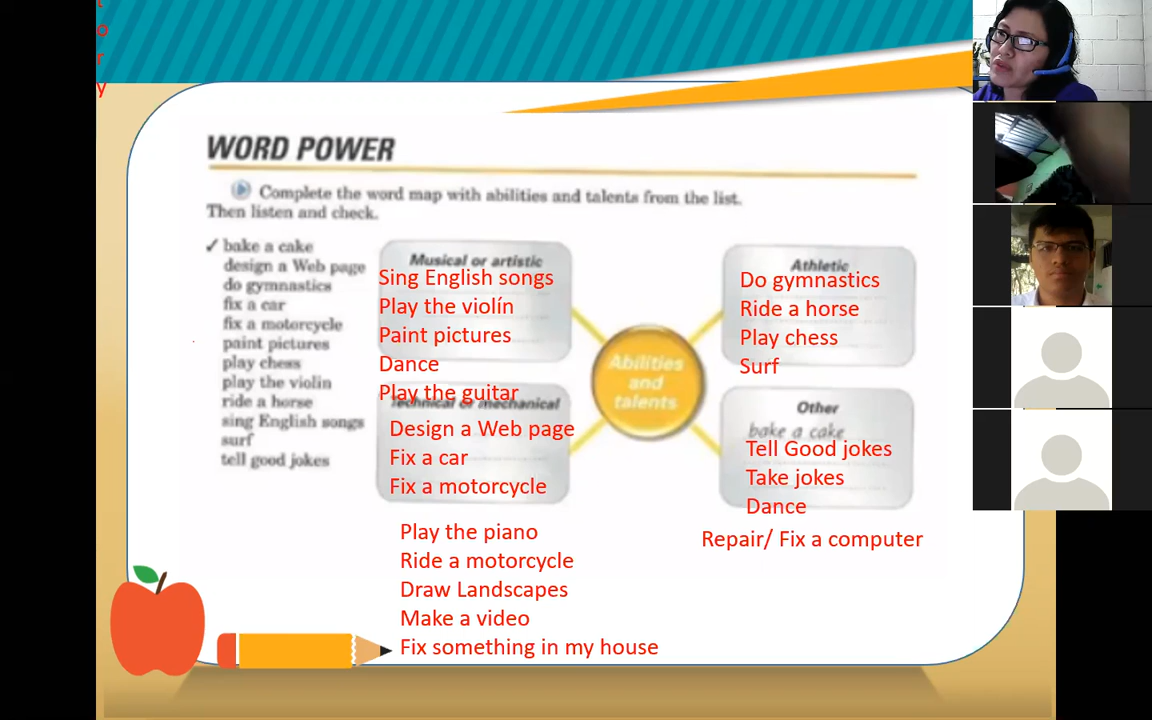 t
o
r
y
WORD POWER
Complete the word map with abilities and talents from the list.
Then listen and check.
✓ bake a cake
design a Web page
do gymnastics
fix a car
fix a motorcycle
paint pictures
play chess
play the violin
ride a horse
sing English songs
surf
tell good jokes
Musical or artistic
Sing English songs
Play the violín
Paint pictures
Dance
Play the guitar
Technical or mechanical
Design a Web page
Fix a car
Fix a motorcycle
Play the piano
Ride a motorcycle
Draw Landscapes
Make a video
Fix something in my house
Abilities
and
talents
Athletic
Do gymnastics
Ride a horse
Play chess
Surf
Other
bake a cake
Tell Good jokes
Take jokes
Dance
Repair/ Fix a computer